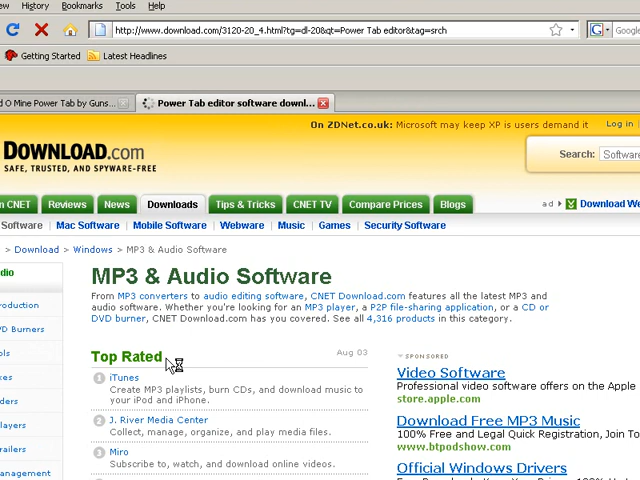 View History Bookmarks Tools Help
http://www.download.com/3120-20_4.html?tg=dl-20&qt=Power Tab editor&tag=srch
G Google
Getting Started Latest Headlines
d O Mine Power Tab by Guns... Power Tab editor software downl...
On ZDNet.co.uk: Microsoft may keep XP is users demand it Log in
DOWNLOAD.com
SAFE, TRUSTED, AND SPYWARE-FREE
Search: Software
n CNET Reviews News Downloads Tips & Tricks CNET TV Compare Prices Blogs
ad Download We
Software Mac Software Mobile Software Webware Music Games Security Software
> Download > Windows > MP3 & Audio Software
dio
MP3 & Audio Software
From MP3 converters to audio editing software, CNET Download.com features all the latest MP3 and
audio software. Whether you're looking for an MP3 player, a P2P file-sharing application, or a CD or
DVD burner, CNET Download.com has you covered. See all 4,316 products in this category.
roduction
VD Burners
ols
xes
ders
layers
railers
anagement
Top Rated Aug 03
1 iTunes
Create MP3 playlists, burn CDs, and download music to
your iPod and iPhone.
2 J. River Media Center
Collect, manage, organize, and play media files.
3 Miro
Subscribe to, watch, and download online videos.
SPONSORED
Video Software
Professional video software offers on the Apple
store.apple.com
Download Free MP3 Music
100% Free and Legal Quick Registration, Join To
www.btpodshow.com
Official Windows Drivers